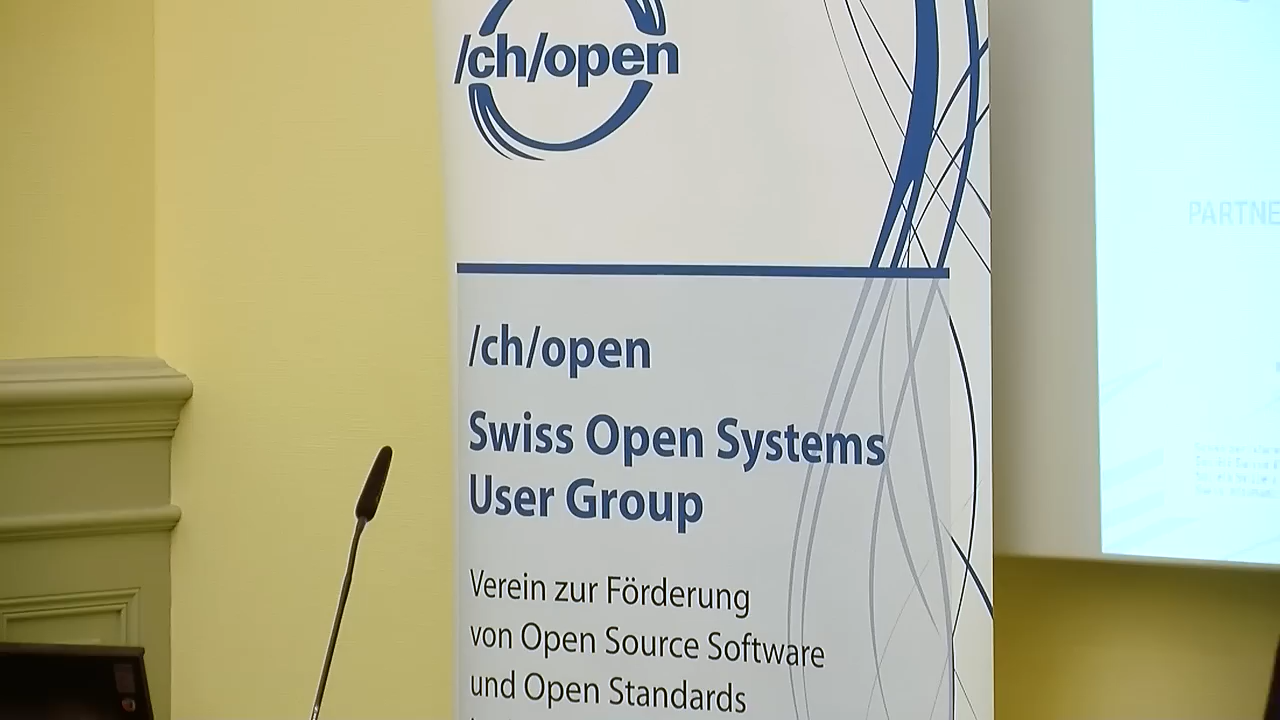 /ch/open
/ch/open
Swiss Open Systems
User Group
Verein zur Förderung
von Open Source Software
und Open Standards
PARTNE